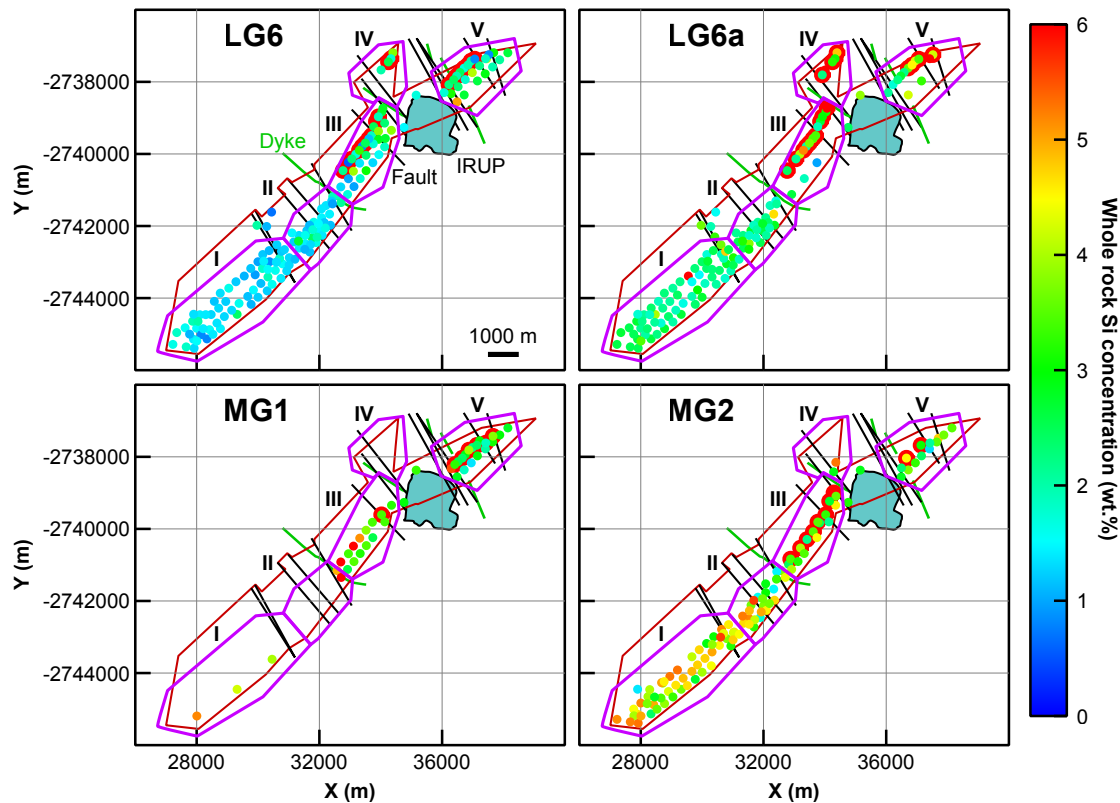 LG6
IV
V
III
Dyke
II
Fault
IRUP
I
1000 m
-2738000
-2740000
-2742000
-2744000
Y (m)
LG6a
IV
V
III
II
I
MG1
IV
V
III
II
I
-2738000
-2740000
-2742000
-2744000
Y (m)
28000
32000
36000
X (m)
MG2
IV
V
III
II
I
28000
32000
36000
X (m)
6
5
4
3
2
1
0
Whole rock Si concentration (wt.%)